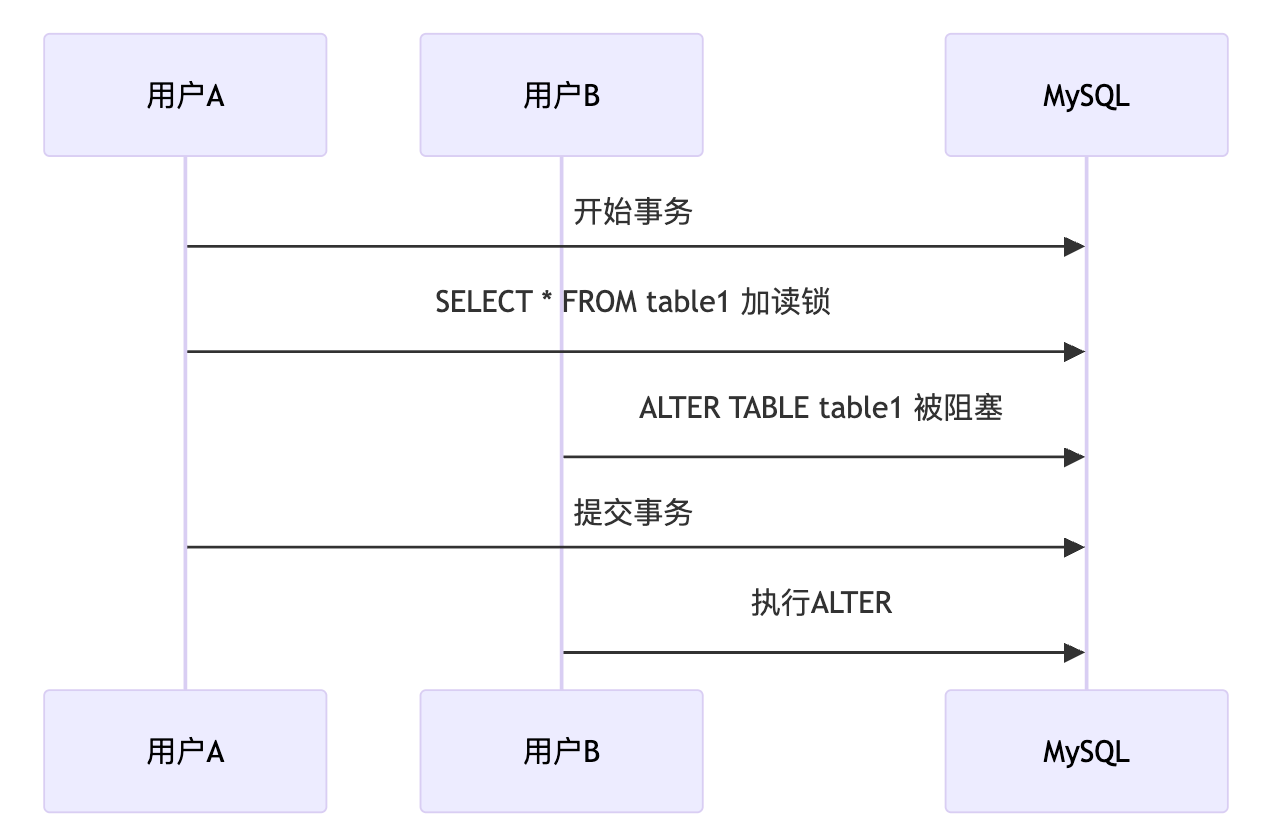 用户A
用户B
MySQL
开始事务
SELECT * FROM table1 加读锁
ALTER TABLE table1 被阻塞
提交事务
执行ALTER
用户A
用户B
MySQL